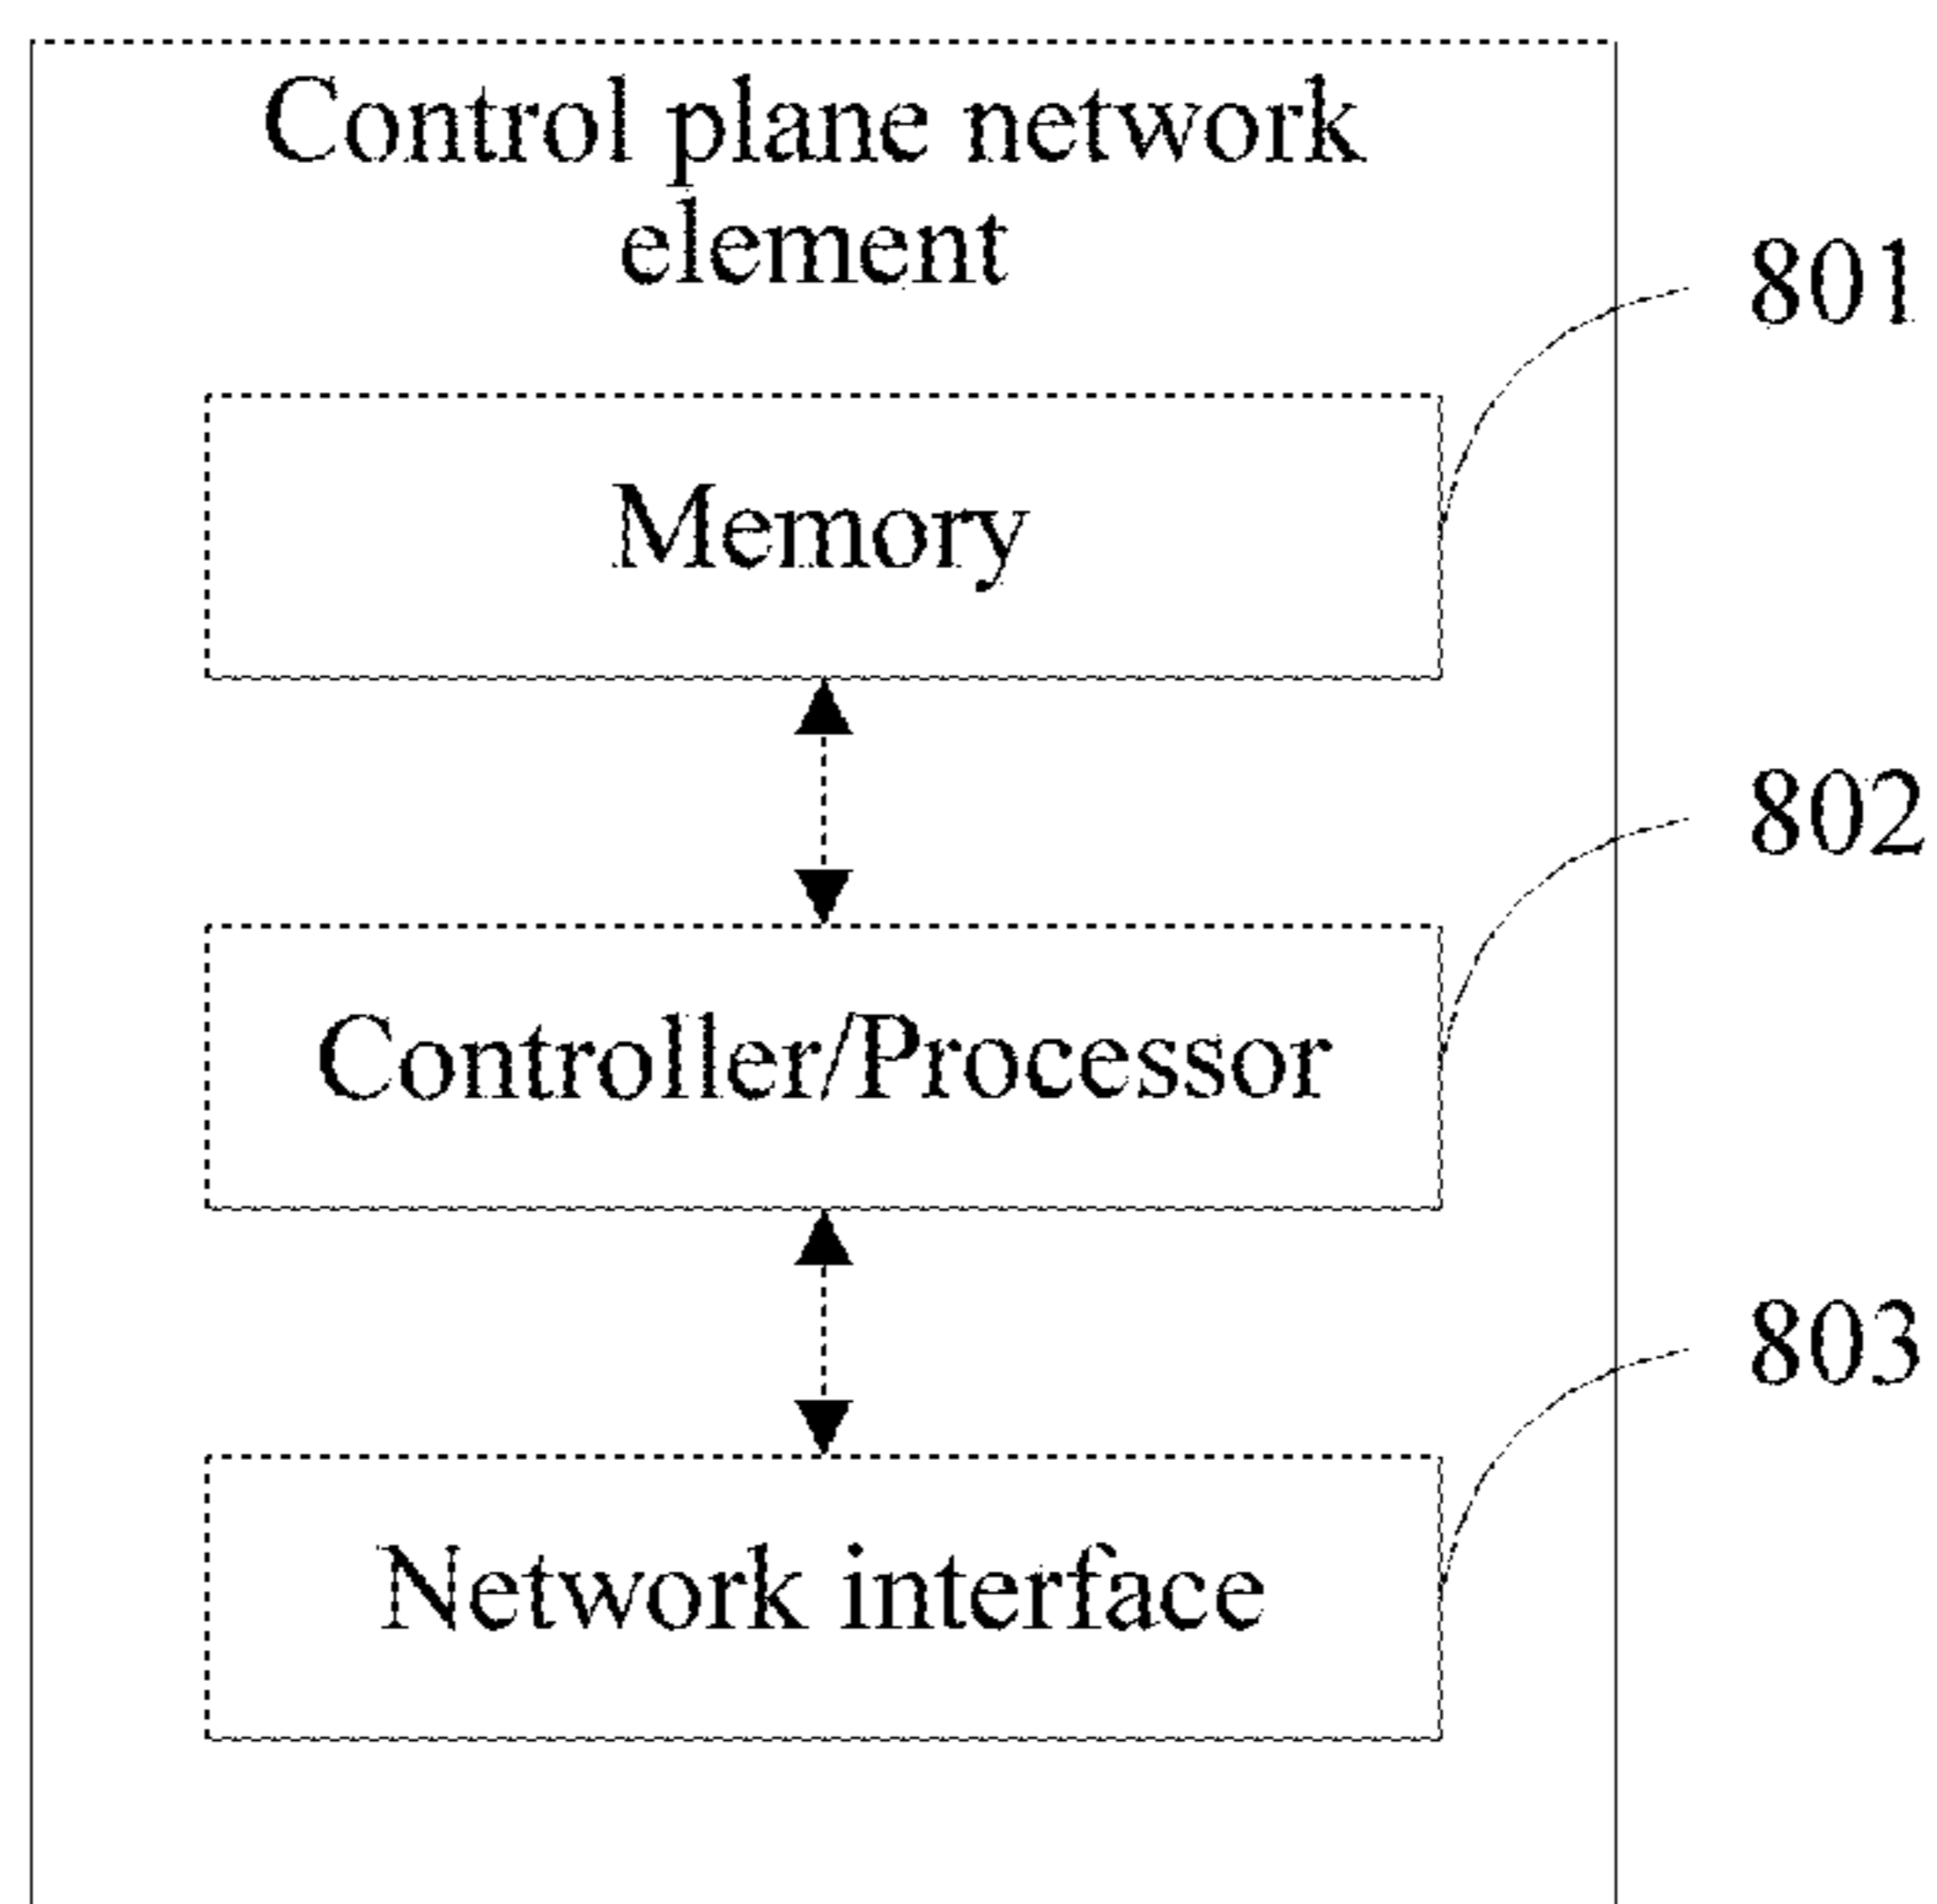 Control plane network
element
801
Memory
802
Controller/Processor
803
Network interface